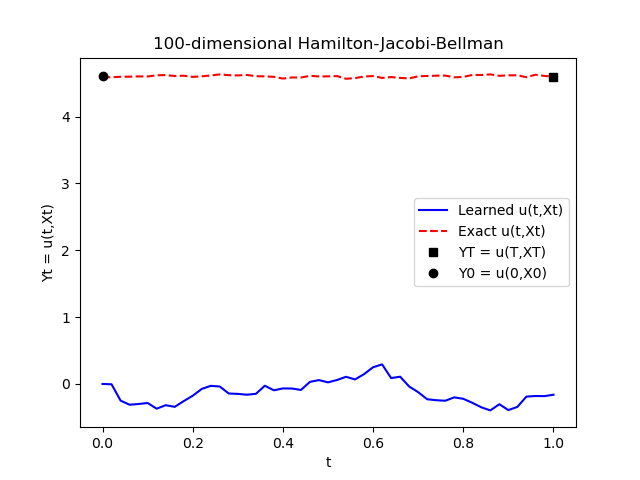 100-dimensional Hamilton-Jacobi-Bellman
Yt = u(t,Xt)
4
3
2
1
0
Learned u(t,Xt)
Exact u(t,Xt)
YT = u(T,XT)
Y0 = u(0,X0)
0.0 0.2 0.4 0.6 0.8 1.0
t